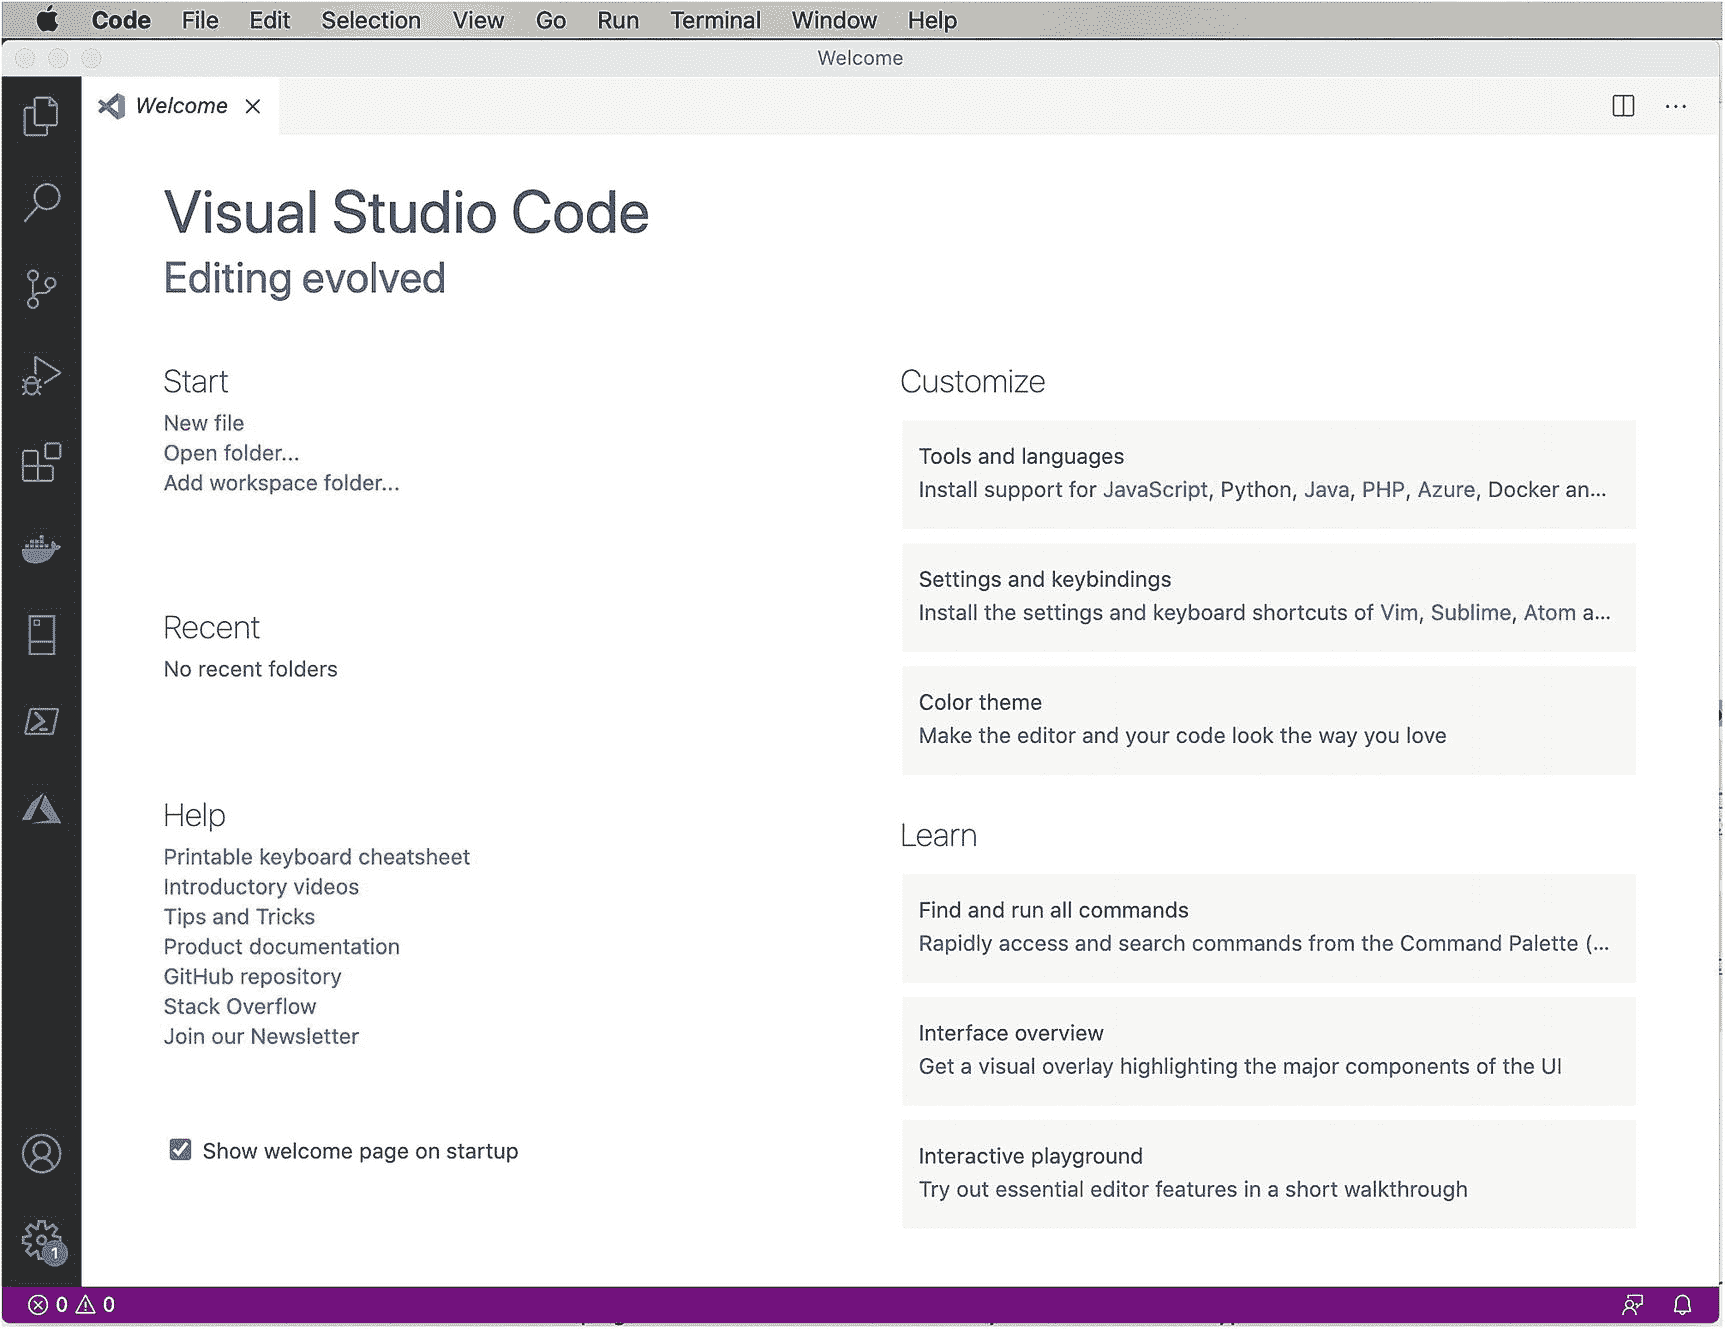 Code File Edit Selection View Go Run Terminal Window Help
Welcome
Welcome
Visual Studio Code
Editing evolved
Start
New file
Open folder...
Add workspace folder...
Recent
No recent folders
Help
Printable keyboard cheatsheet
Introductory videos
Tips and Tricks
Product documentation
GitHub repository
Stack Overflow
Join our Newsletter
Show welcome page on startup
Customize
Tools and languages
Install support for JavaScript, Python, Java, PHP, Azure, Docker an...
Settings and keybindings
Install the settings and keyboard shortcuts of Vim, Sublime, Atom a...
Color theme
Make the editor and your code look the way you love
Learn
Find and run all commands
Rapidly access and search commands from the Command Palette (...
Interface overview
Get a visual overlay highlighting the major components of the UI
Interactive playground
Try out essential editor features in a short walkthrough
1
0 0